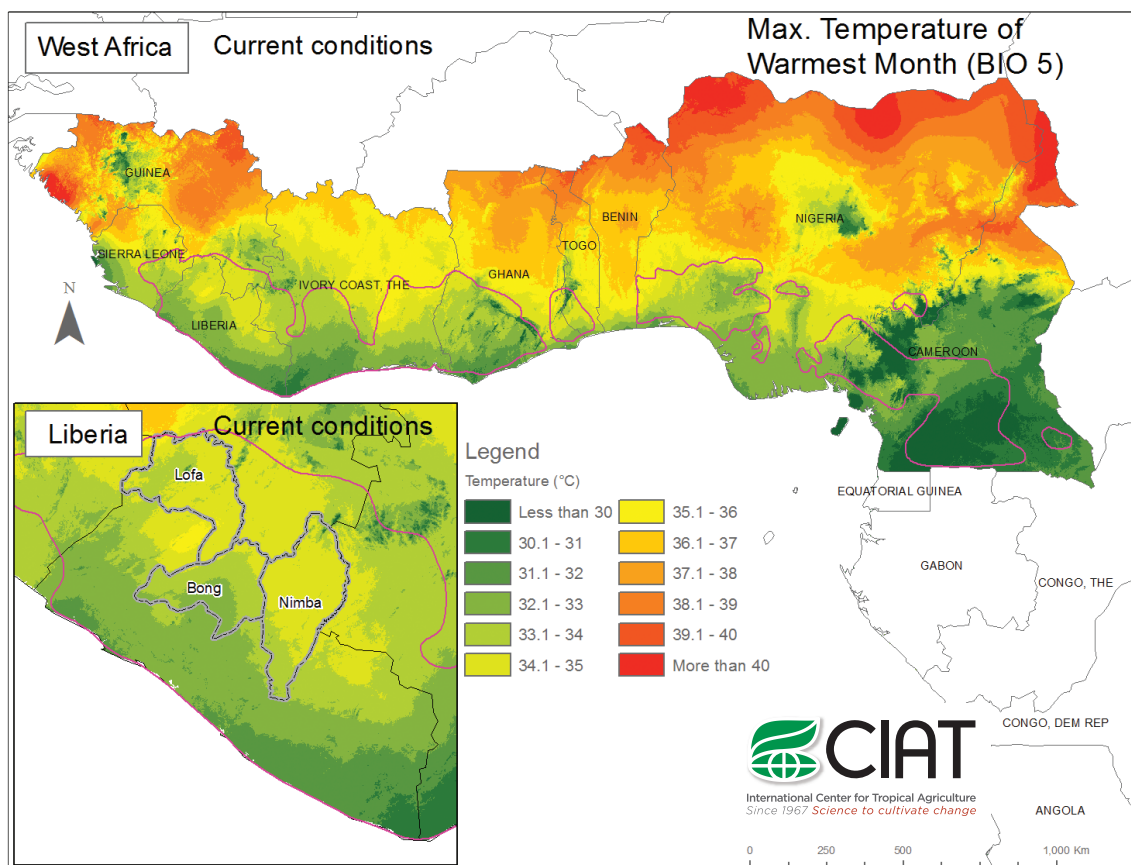 West Africa
Current conditions
Max. Temperature of
Warmest Month (BIO 5)
GUINEA
SIERRA LEONE
LIBERIA
IVORY COAST, THE
GHANA
TOGO
BENIN
NIGERIA
CAMEROON
N
EQUATORIAL GUINEA
GABON
CONGO, THE
CONGO, DEM REP
ANGOLA
Liberia
Current conditions
Lofa
Bong
Nimba
Legend
Temperature (°C)
Less than 30
30.1 - 31
31.1 - 32
32.1 - 33
33.1 - 34
34.1 - 35
35.1 - 36
36.1 - 37
37.1 - 38
38.1 - 39
39.1 - 40
More than 40
CIAT
International Center for Tropical Agriculture
Since 1967 Science to cultivate change
0 250 500 1,000 Km